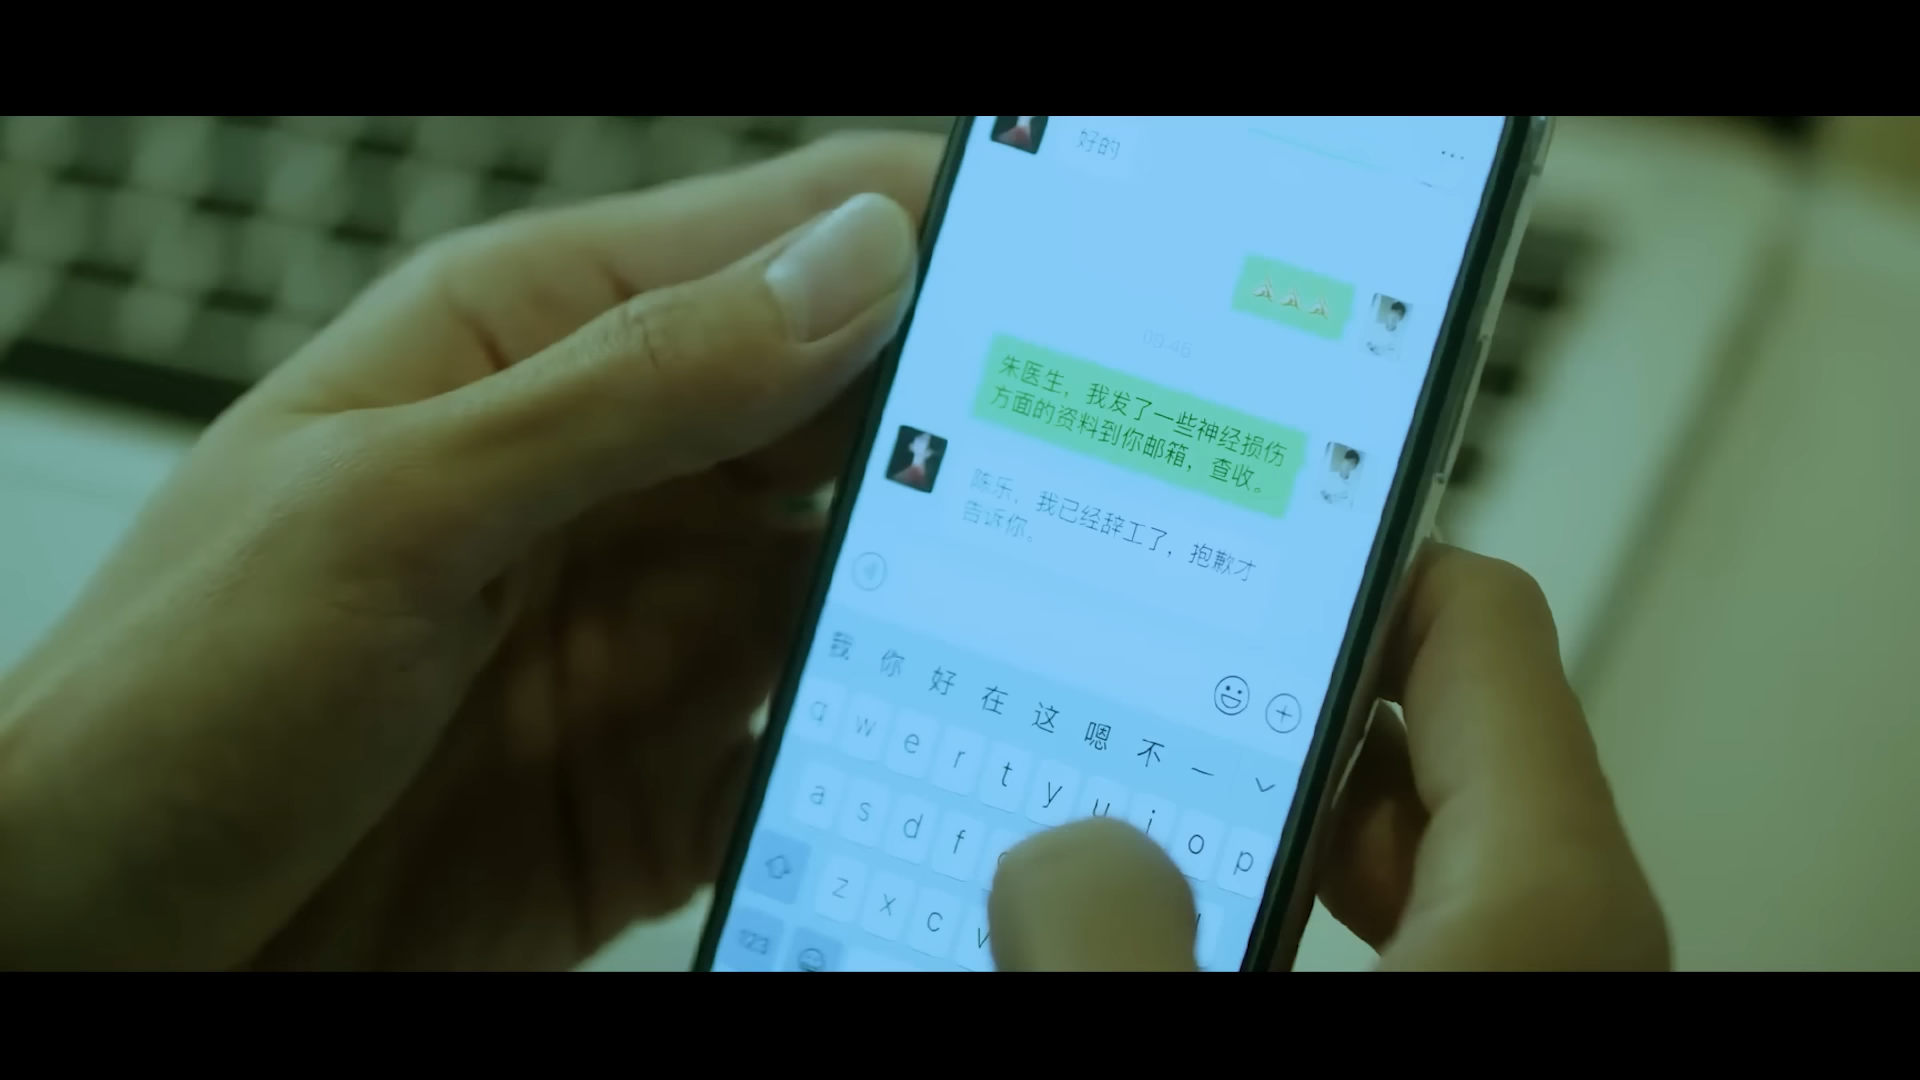 好的
09:46
朱医生，我发了一些神经损伤
方面的资料到你邮箱，查收。
陈乐，我已经辞工了，抱歉才
告诉你。
我 你 好 在 这 嗯 不 一
q w e r t y u i o p
a s d f
z x c v
123